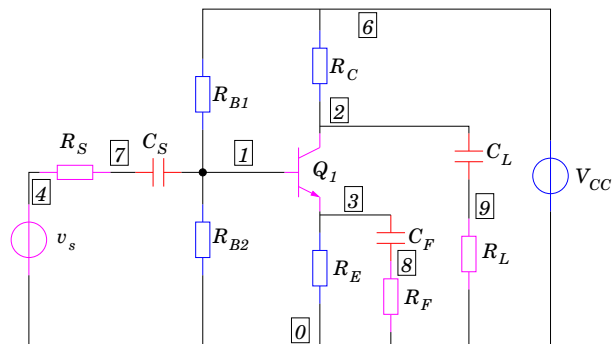 6
R_C
R_B1
2
R_S 7 C_S 1 Q_1 C_L
4 V_CC
3 9
v_s R_B2 C_F R_L
R_E 8
R_F
0